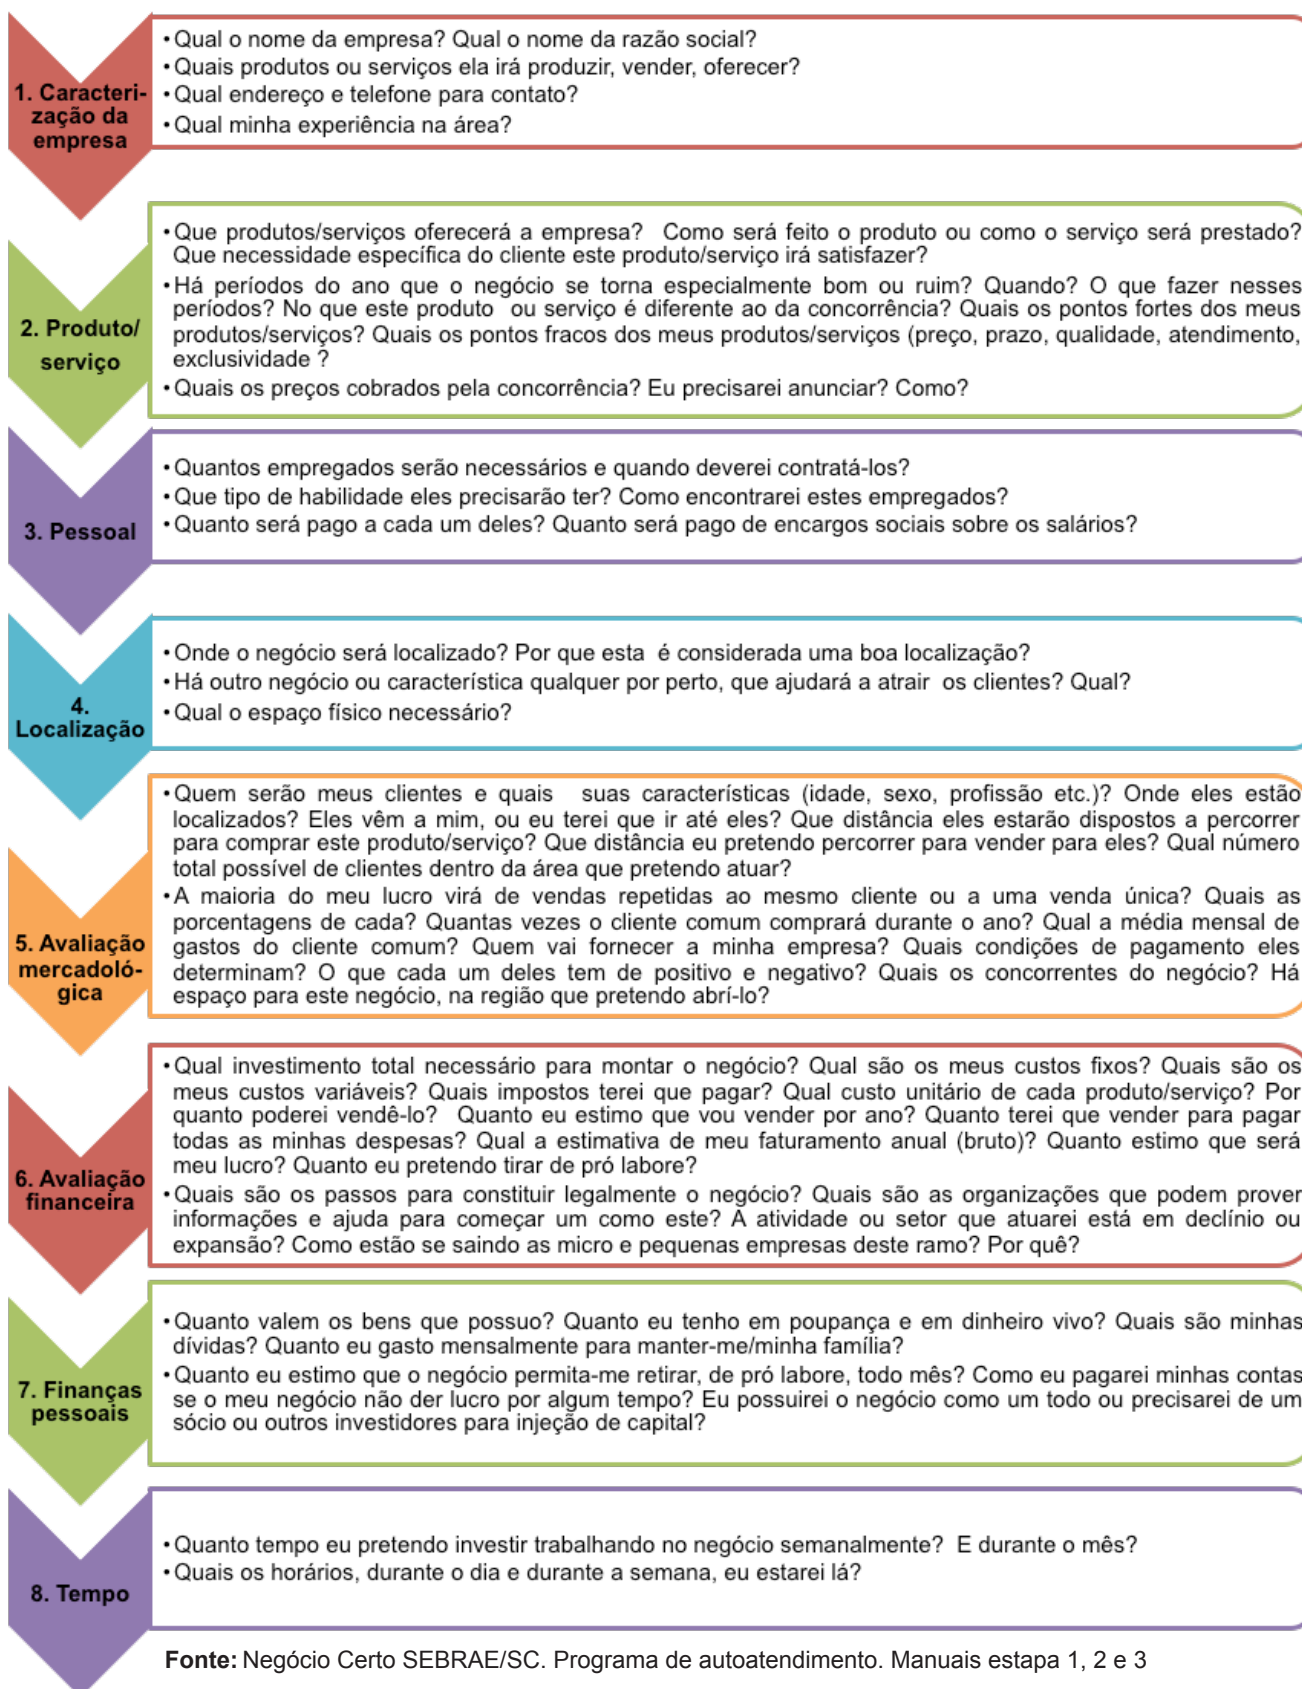 1. Caracteri-
zação da
empresa
• Qual o nome da empresa? Qual o nome da razão social?
• Quais produtos ou serviços ela irá produzir, vender, oferecer?
• Qual endereço e telefone para contato?
• Qual minha experiência na área?
2. Produto/
serviço
• Que produtos/serviços oferecerá a empresa? Como será feito o produto ou como o serviço será prestado?
Que necessidade específica do cliente este produto/serviço irá satisfazer?
• Há períodos do ano que o negócio se torna especialmente bom ou ruim? Quando? O que fazer nesses
períodos? No que este produto ou serviço é diferente ao da concorrência? Quais os pontos fortes dos meus
produtos/serviços? Quais os pontos fracos dos meus produtos/serviços (preço, prazo, qualidade, atendimento,
exclusividade ?
• Quais os preços cobrados pela concorrência? Eu precisarei anunciar? Como?
3. Pessoal
• Quantos empregados serão necessários e quando deverei contratá-los?
• Que tipo de habilidade eles precisarão ter? Como encontrarei estes empregados?
• Quanto será pago a cada um deles? Quanto será pago de encargos sociais sobre os salários?
4.
Localização
• Onde o negócio será localizado? Por que esta é considerada uma boa localização?
• Há outro negócio ou característica qualquer por perto, que ajudará a atrair os clientes? Qual?
• Qual o espaço físico necessário?
5. Avaliação
mercadoló-
gica
• Quem serão meus clientes e quais suas características (idade, sexo, profissão etc.)? Onde eles estão
localizados? Eles vêm a mim, ou eu terei que ir até eles? Que distância eles estarão dispostos a percorrer
para comprar este produto/serviço? Que distância eu pretendo percorrer para vender para eles? Qual número
total possível de clientes dentro da área que pretendo atuar?
• A maioria do meu lucro virá de vendas repetidas ao mesmo cliente ou a uma venda única? Quais as
porcentagens de cada? Quantas vezes o cliente comum comprará durante o ano? Qual a média mensal de
gastos do cliente comum? Quem vai fornecer a minha empresa? Quais condições de pagamento eles
determinam? O que cada um deles tem de positivo e negativo? Quais os concorrentes do negócio? Há
espaço para este negócio, na região que pretendo abrí-lo?
6. Avaliação
financeira
• Qual investimento total necessário para montar o negócio? Qual são os meus custos fixos? Quais são os
meus custos variáveis? Quais impostos terei que pagar? Qual custo unitário de cada produto/serviço? Por
quanto poderei vendê-lo? Quanto eu estimo que vou vender por ano? Quanto terei que vender para pagar
todas as minhas despesas? Qual a estimativa de meu faturamento anual (bruto)? Quanto estimo que será
meu lucro? Quanto eu pretendo tirar de pró labore?
• Quais são os passos para constituir legalmente o negócio? Quais são as organizações que podem prover
informações e ajuda para começar um como este? A atividade ou setor que atuarei está em declínio ou
expansão? Como estão se saindo as micro e pequenas empresas deste ramo? Por quê?
7. Finanças
pessoais
• Quanto valem os bens que possuo? Quanto eu tenho em poupança e em dinheiro vivo? Quais são minhas
dívidas? Quanto eu gasto mensalmente para manter-me/minha família?
• Quanto eu estimo que o negócio permita-me retirar, de pró labore, todo mês? Como eu pagarei minhas contas
se o meu negócio não der lucro por algum tempo? Eu possuirei o negócio como um todo ou precisarei de um
sócio ou outros investidores para injeção de capital?
8. Tempo
• Quanto tempo eu pretendo investir trabalhando no negócio semanalmente? E durante o mês?
• Quais os horários, durante o dia e durante a semana, eu estarei lá?
Fonte: Negócio Certo SEBRAE/SC. Programa de autoatendimento. Manuais estapa 1, 2 e 3